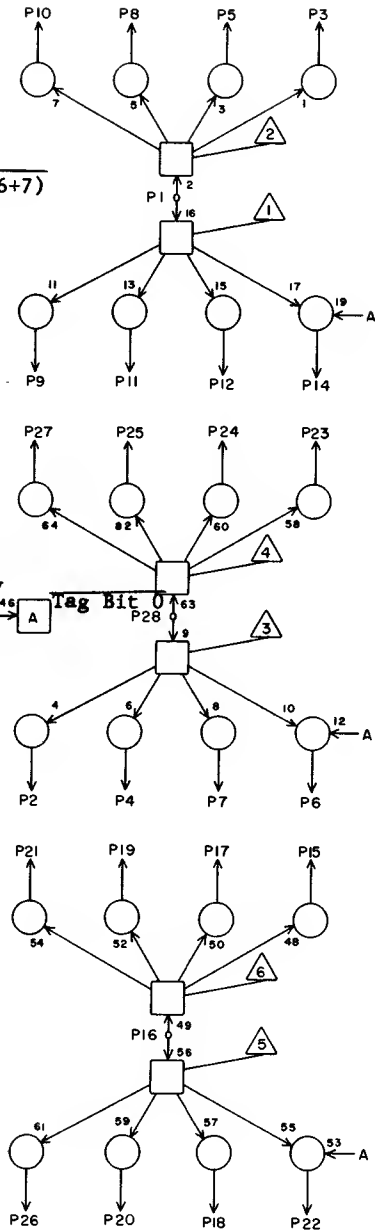 P10 P8 P5 P3
7 5 3 1
2
6+7)
2
P1
16
1
11 13 15 17 19
A
P9 P11 P12 P14
P27 P25 P24 P23
64 82 60 58
4
46
A
Tag Bit 0
63
P28
9
3
4 6 8 10 12
A
P2 P4 P7 P6
P21 P19 P17 P15
54 52 50 48
6
49
P16
56
5
61 59 57 55 53
A
P26 P20 P18 P22